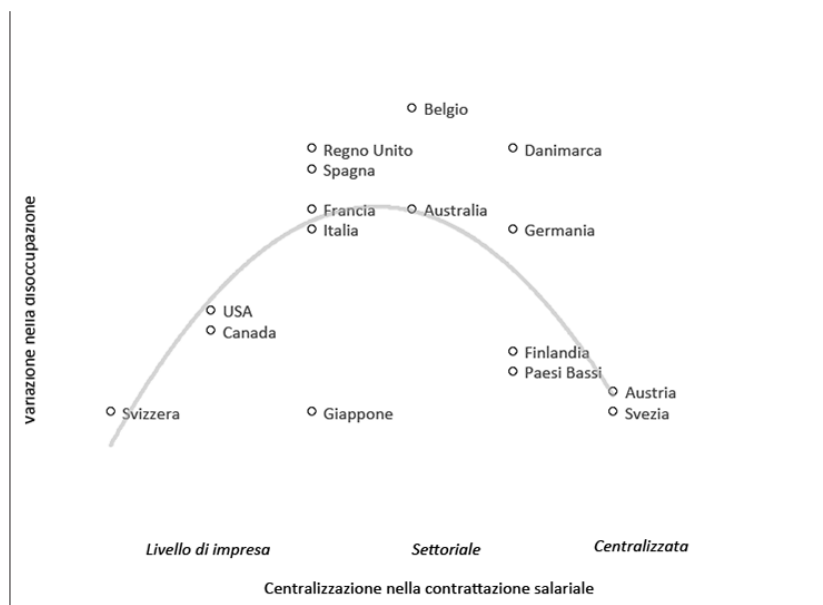 Belgio
Regno Unito
Danimarca
Spagna
Francia
Australia
Italia
Germania
USA
Canada
Finlandia
Paesi Bassi
Austria
Svizzera
Giappone
Svezia
Variazione nella disoccupazione
Livello di impresa
Settoriale
Centralizzata
Centralizzazione nella contrattazione salariale